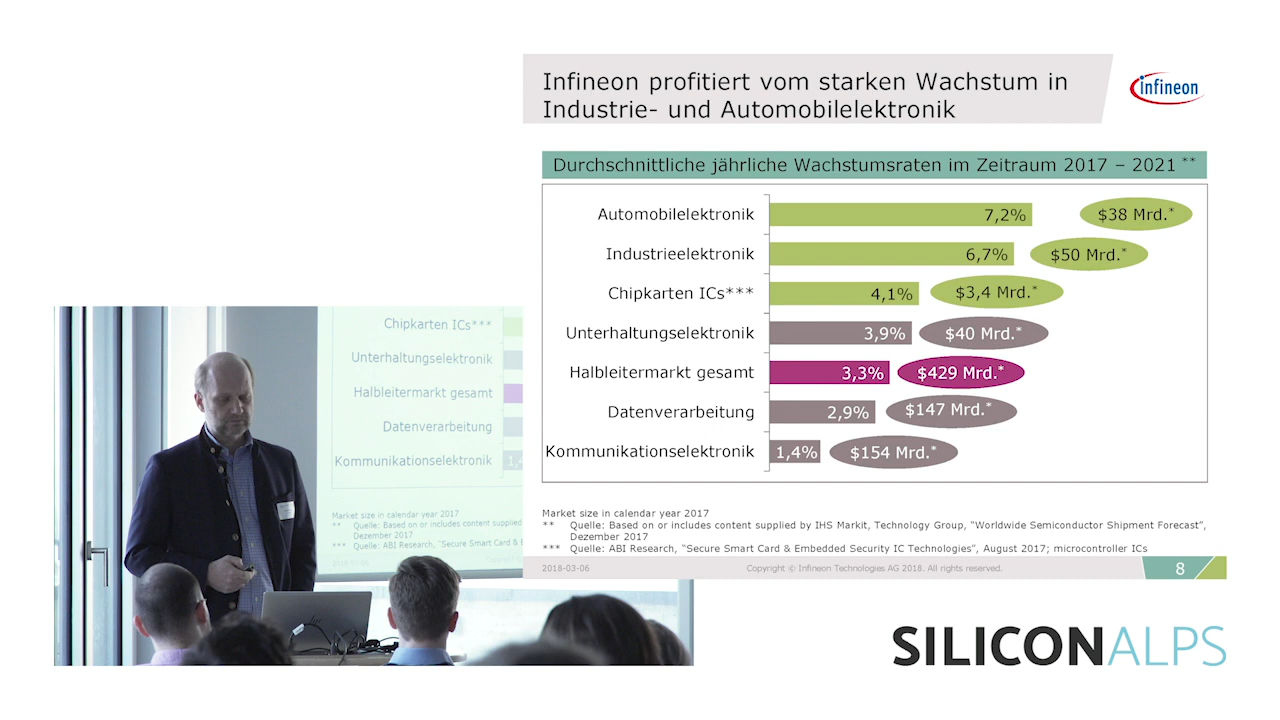 Infineon profitiert vom starken Wachstum in
Industrie- und Automobilelektronik
infineon
Durchschnittliche jährliche Wachstumsraten im Zeitraum 2017 – 2021 **
Automobilelektronik 7,2% $38 Mrd.*
Industrieelektronik 6,7% $50 Mrd.*
Chipkarten ICs*** 4,1% $3,4 Mrd.*
Unterhaltungselektronik 3,9% $40 Mrd.*
Halbleitermarkt gesamt 3,3% $429 Mrd.*
Datenverarbeitung 2,9% $147 Mrd.*
Kommunikationselektronik 1,4% $154 Mrd.*
Market size in calendar year 2017
** Quelle: Based on or includes content supplied by IHS Markit, Technology Group, “Worldwide Semiconductor Shipment Forecast”,
Dezember 2017
*** Quelle: ABI Research, “Secure Smart Card & Embedded Security IC Technologies”, August 2017; microcontroller ICs
2018-03-06 Copyright © Infineon Technologies AG 2018. All rights reserved. 8
Chipkarten ICs***
Unterhaltungselektronik
Halbleitermarkt gesamt
Datenverarbeitung
Kommunikationselektronik 1,4
Market size in calendar year 2017
** Quelle: Based on or includes content supplied
Dezember 2017
*** Quelle: ABI Research, “Secure Smart Card & E
2018-03-06
SILICONALPS